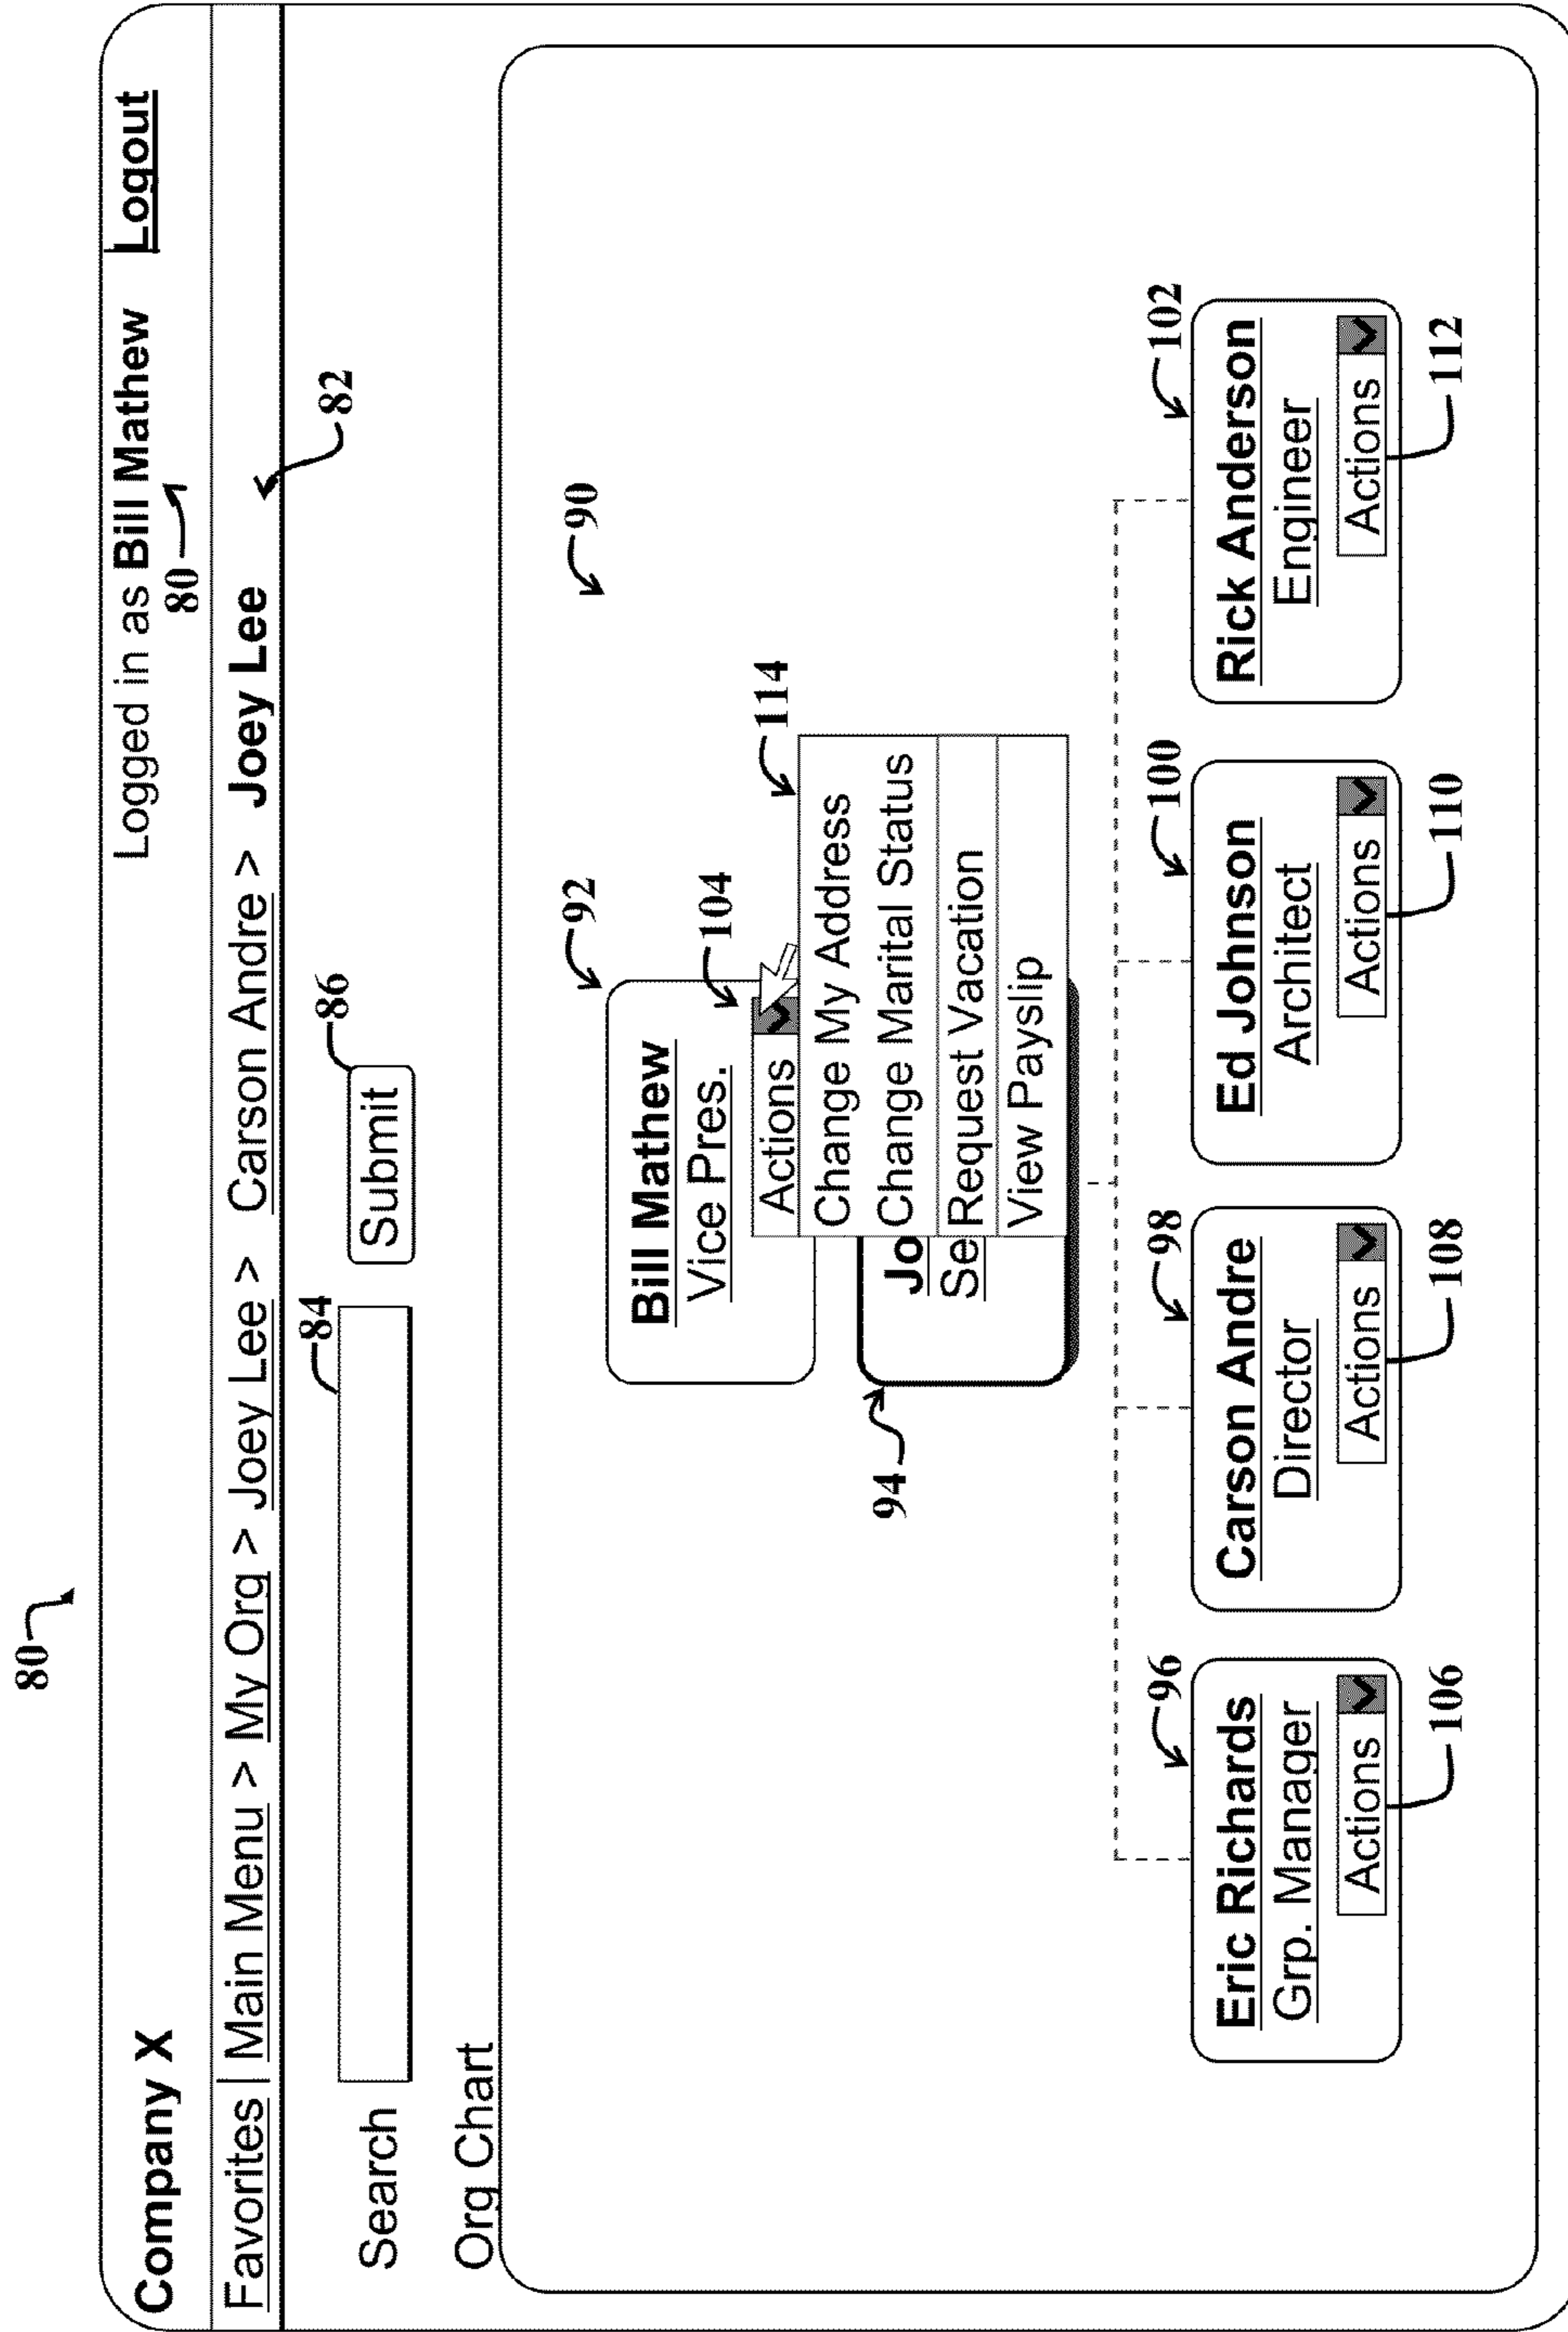 80
Company X
Logged in as Bill Mathew Logout
80
Favorites | Main Menu > My Org > Joey Lee > Carson Andre > Joey Lee
82
84
86
Search
Submit
Org Chart
90
92
Bill Mathew
Vice Pres.
104
Actions
114
Change My Address
Change Marital Status
Request Vacation
View Payslip
94
Jo
Se
96
Eric Richards
Grp. Manager
Actions
106
98
Carson Andre
Director
Actions
108
100
Ed Johnson
Architect
Actions
110
102
Rick Anderson
Engineer
Actions
112